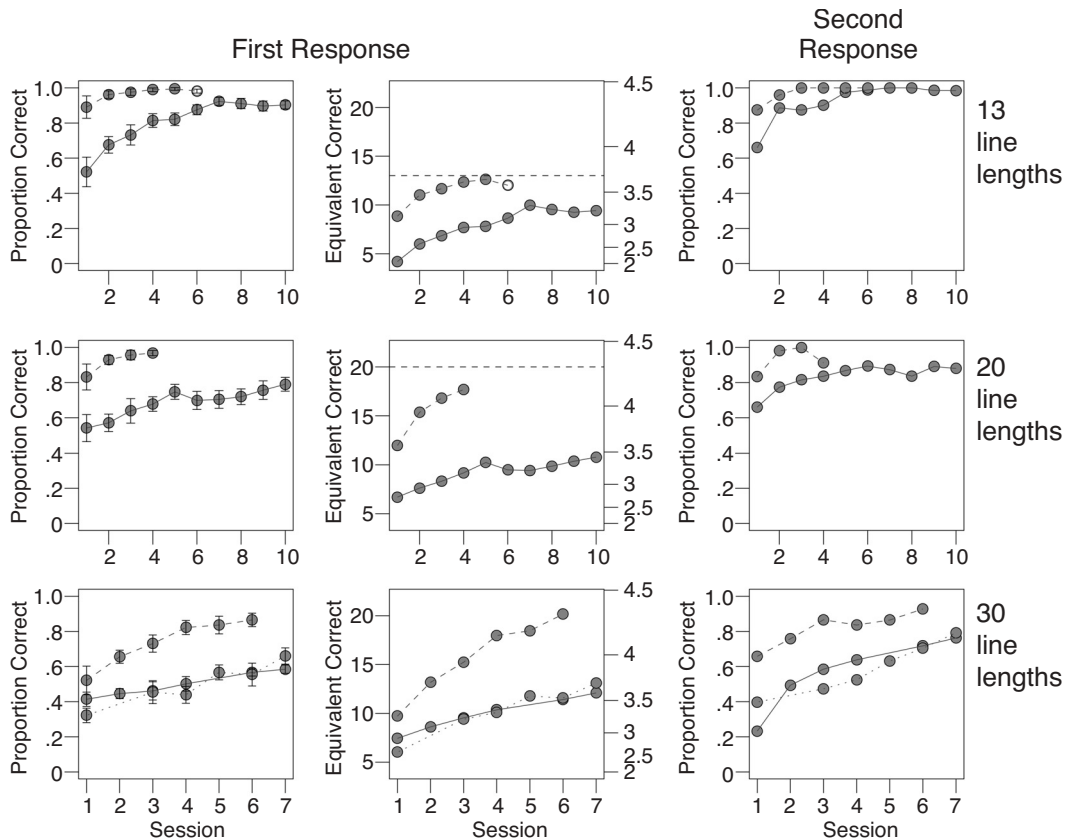 First Response
Second
Response
Proportion Correct
1.0
.8
.6
.4
.2
0
2 4 6 8 10
Equivalent Correct
20
15
10
5
4.5
4
3.5
3
2.5
2
2 4 6 8 10
Proportion Correct
1.0
.8
.6
.4
.2
0
2 4 6 8 10
13
line
lengths
Proportion Correct
1.0
.8
.6
.4
.2
0
2 4 6 8 10
Equivalent Correct
20
15
10
5
4.5
4
3.5
3
2.5
2
2 4 6 8 10
Proportion Correct
1.0
.8
.6
.4
.2
0
2 4 6 8 10
20
line
lengths
Proportion Correct
1.0
.8
.6
.4
.2
0
1 2 3 4 5 6 7
Session
Equivalent Correct
20
15
10
5
4.5
4
3.5
3
2.5
2
1 2 3 4 5 6 7
Session
Proportion Correct
1.0
.8
.6
.4
.2
0
1 2 3 4 5 6 7
Session
30
line
lengths